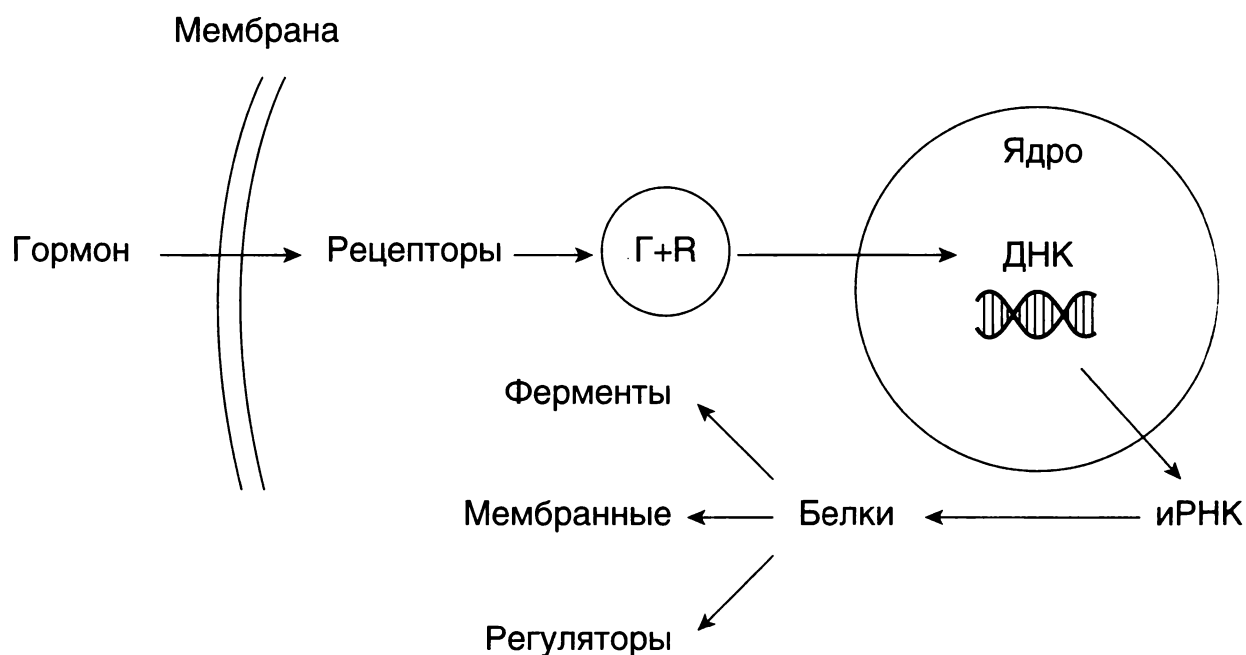 Мембрана
Ядро
Гормон
Рецепторы
Г+R
ДНК
Ферменты
Мембранные
Белки
иРНК
Регуляторы